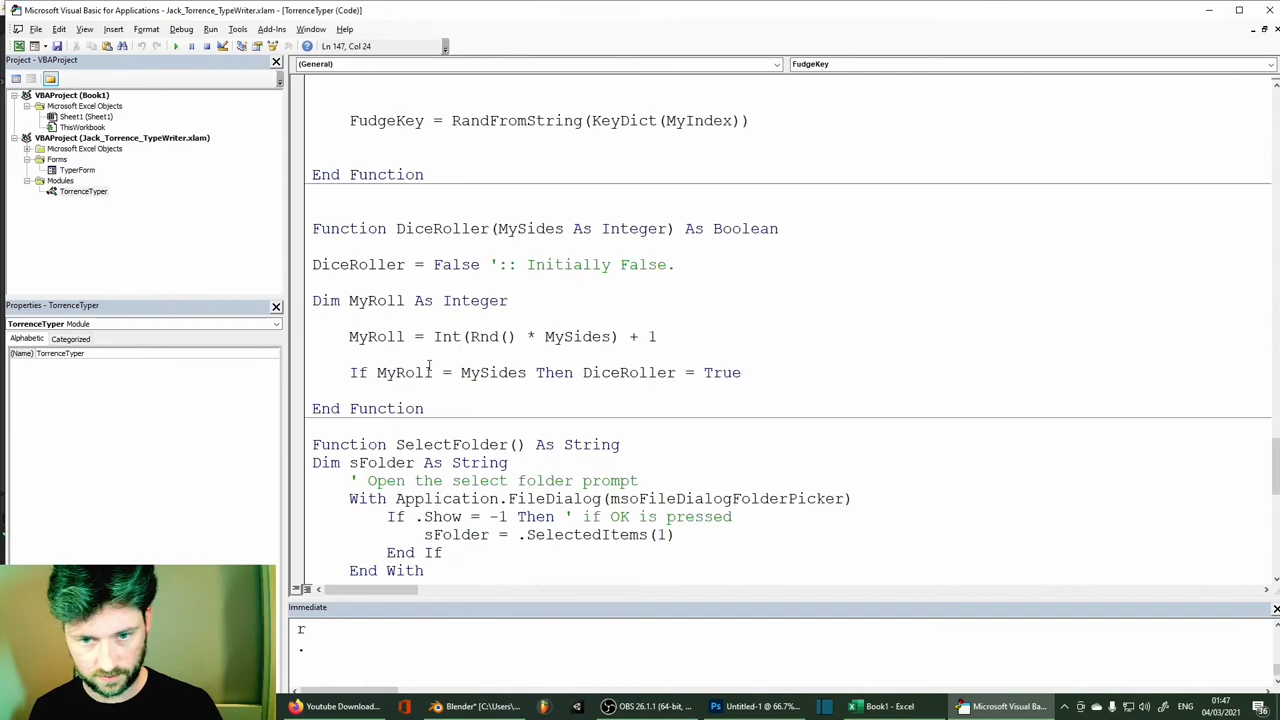 Microsoft Visual Basic for Applications - Jack_Torrence_TypeWriter.xlam - [TorrenceTyper (Code)]
File Edit View Insert Format Debug Run Tools Add-Ins Window Help
Ln 147, Col 24
Project - VBAProject
VBAProject (Book1)
Microsoft Excel Objects
Sheet1 (Sheet1)
ThisWorkbook
VBAProject (Jack_Torrence_TypeWriter.xlam)
Microsoft Excel Objects
Forms
TyperForm
Modules
TorrenceTyper
Properties - TorrenceTyper
TorrenceTyper Module
Alphabetic Categorized
(Name) TorrenceTyper
(General) FudgeKey
FudgeKey = RandFromString(KeyDict(MyIndex))
End Function
Function DiceRoller(MySides As Integer) As Boolean
DiceRoller = False ':: Initially False.
Dim MyRoll As Integer
MyRoll = Int(Rnd() * MySides) + 1
If MyRoll = MySides Then DiceRoller = True
End Function
Function SelectFolder() As String
Dim sFolder As String
' Open the select folder prompt
With Application.FileDialog(msoFileDialogFolderPicker)
If .Show = -1 Then ' if OK is pressed
sFolder = .SelectedItems(1)
End If
End With
Immediate
r
.
Youtube Download... Blender* [C:\Users\... OBS 26.1.1 (64-bit, ... Untitled-1 @ 66.7%... Book1 - Excel Microsoft Visual Ba... ENG 01:47
04/03/2021
36